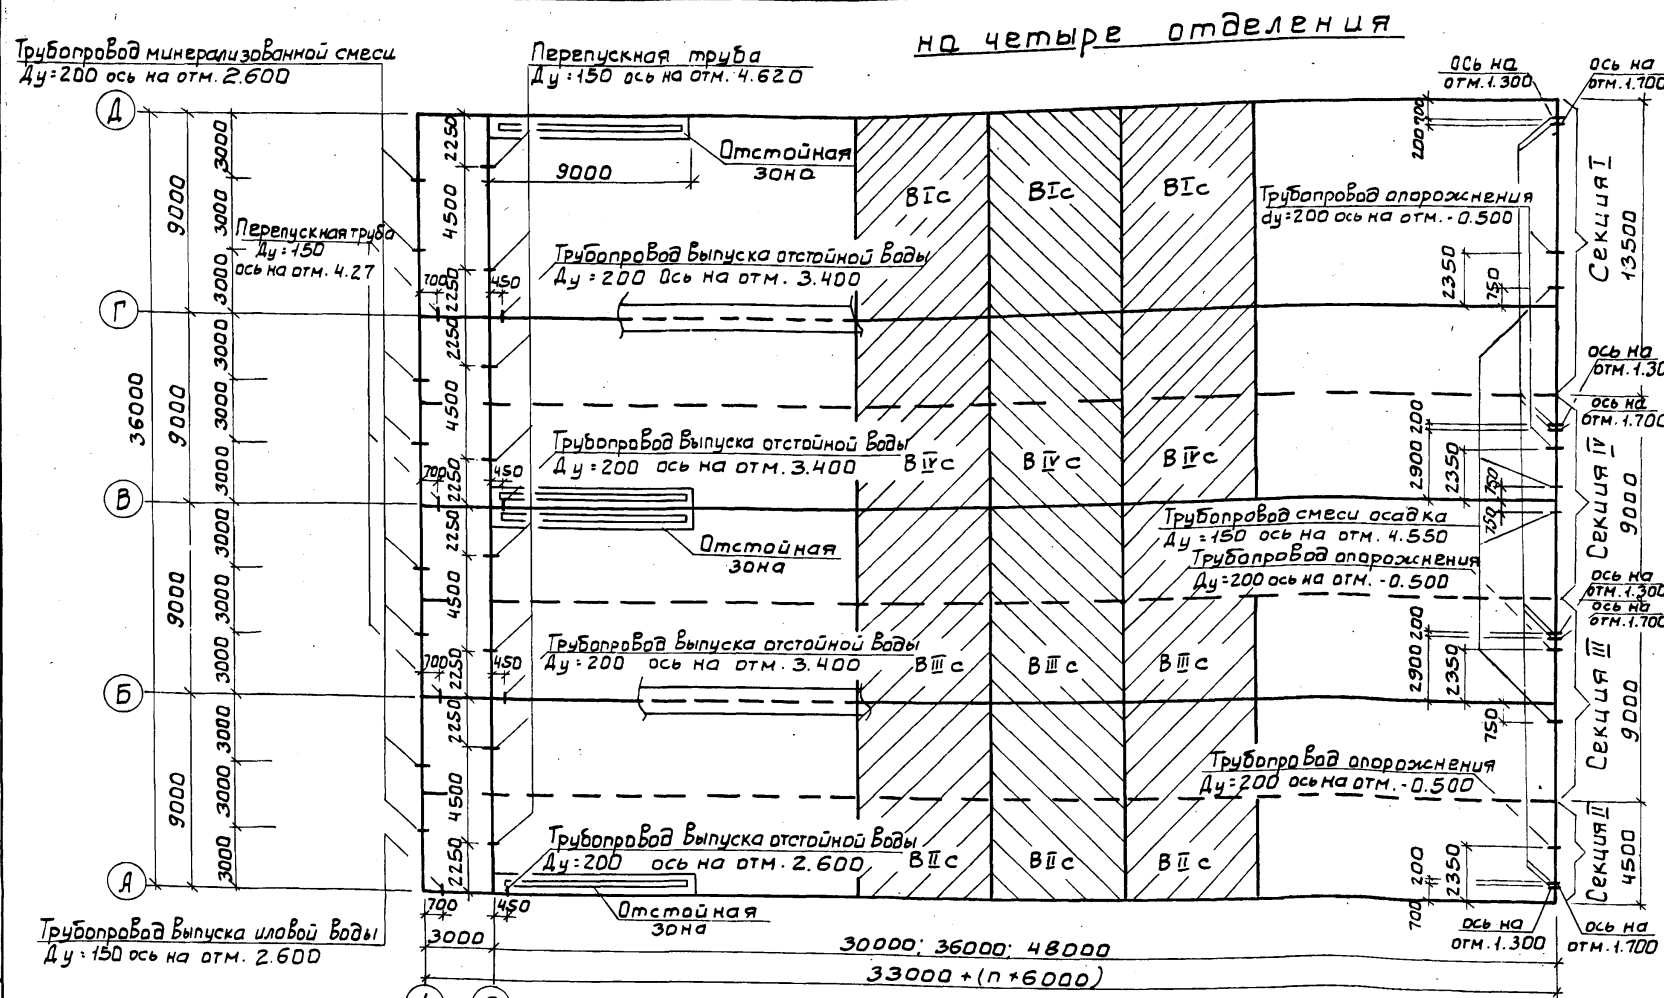 на четыре отделения
Трубопровод минерализованной смеси
Ду=200 ось на отм. 2.600
Перепускная труба
Ду=150 ось на отм. 4.620
ось на
отм. 1.300
ось на
отм. 1.700
Д
2250
3000
200
700
Отстойная
зона
9000
9000
3000
4500
ВIс
ВIс
ВIс
Трубопровод опорожнения
dу=200 ось на отм. -0.500
Секция I
13500
Перепускная труба
Ду=150
ось на отм. 4.27
Трубопровод выпуска отстойной воды
Ду=200 ось на отм. 3.400
700
2250
450
3000
2350
750
Г
2250
3000
36000
9000
3000
4500
ось на
отм. 1.30
ось на
отм. 1.700
Трубопровод выпуска отстойной воды
Ду=200 ось на отм. 3.400
ВIVс
ВIVс
ВIVс
700
2250
450
3000
2900
200
2350
750
Секция IV
9000
В
2250
3000
750
Трубопровод смеси осадка
Ду=150 ось на отм. 4.550
Отстойная
зона
Трубопровод опорожнения
Ду=200 ось на отм. -0.500
ось на
отм. 1.300
ось на
отм. 1.700
9000
3000
4500
Трубопровод выпуска отстойной воды
Ду=200 ось на отм. 3.400
ВIIIс
ВIIIс
ВIIIс
700
2250
450
3000
2900
200
2350
Секция III
9000
Б
2250
3000
750
Трубопровод опорожнения
Ду=200 ось на отм. -0.500
9000
3000
4500
Трубопровод выпуска отстойной воды
Ду=200 ось на отм. 2.600
ВIIс
ВIIс
ВIIс
2250
3000
200
2350
Секция II
4500
А
700
450
Отстойная
зона
700
ось на
отм. 1.300
ось на
отм. 1.700
Трубопровод выпуска иловой воды
Ду=150 ось на отм. 2.600
3000
30000; 36000; 48000
33000+(п*6000)
1